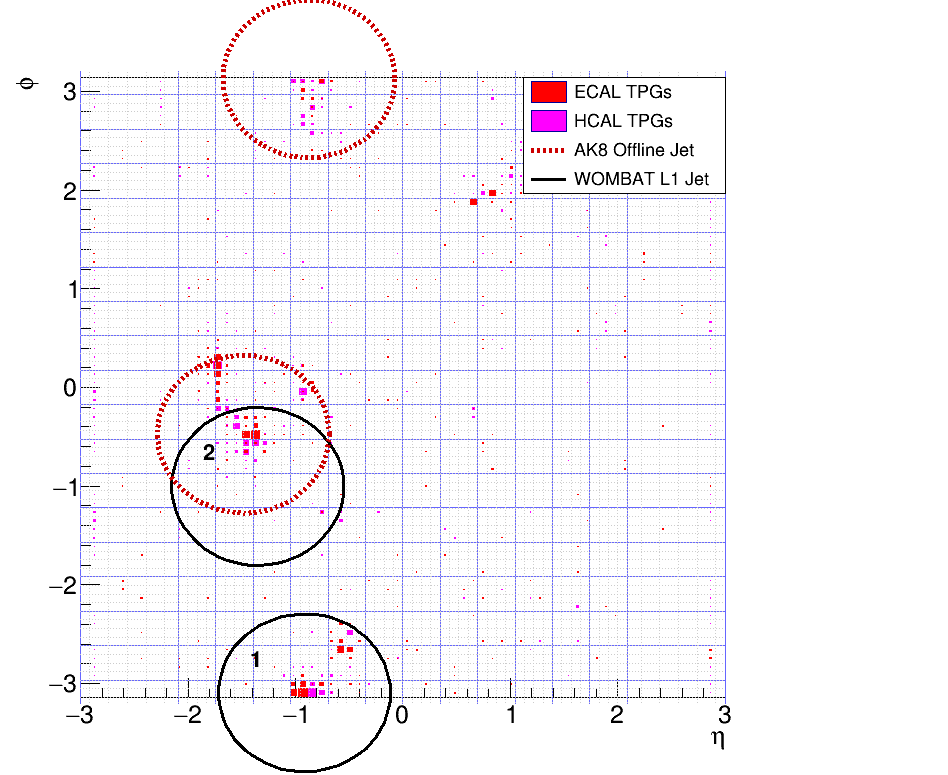 φ
3
2
1
0
−1
−2
−3
ECAL TPGs
HCAL TPGs
AK8 Offline Jet
WOMBAT L1 Jet
2
1
−3 −2 −1 0 1 2 3
η